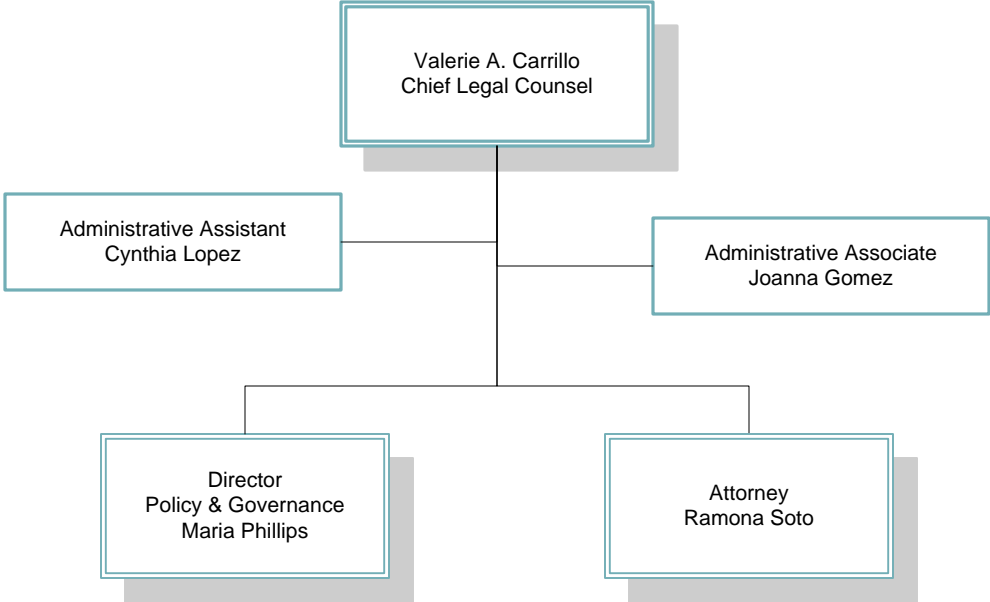 Valerie A. Carrillo
Chief Legal Counsel
Administrative Assistant
Cynthia Lopez
Administrative Associate
Joanna Gomez
Director
Policy & Governance
Maria Phillips
Attorney
Ramona Soto